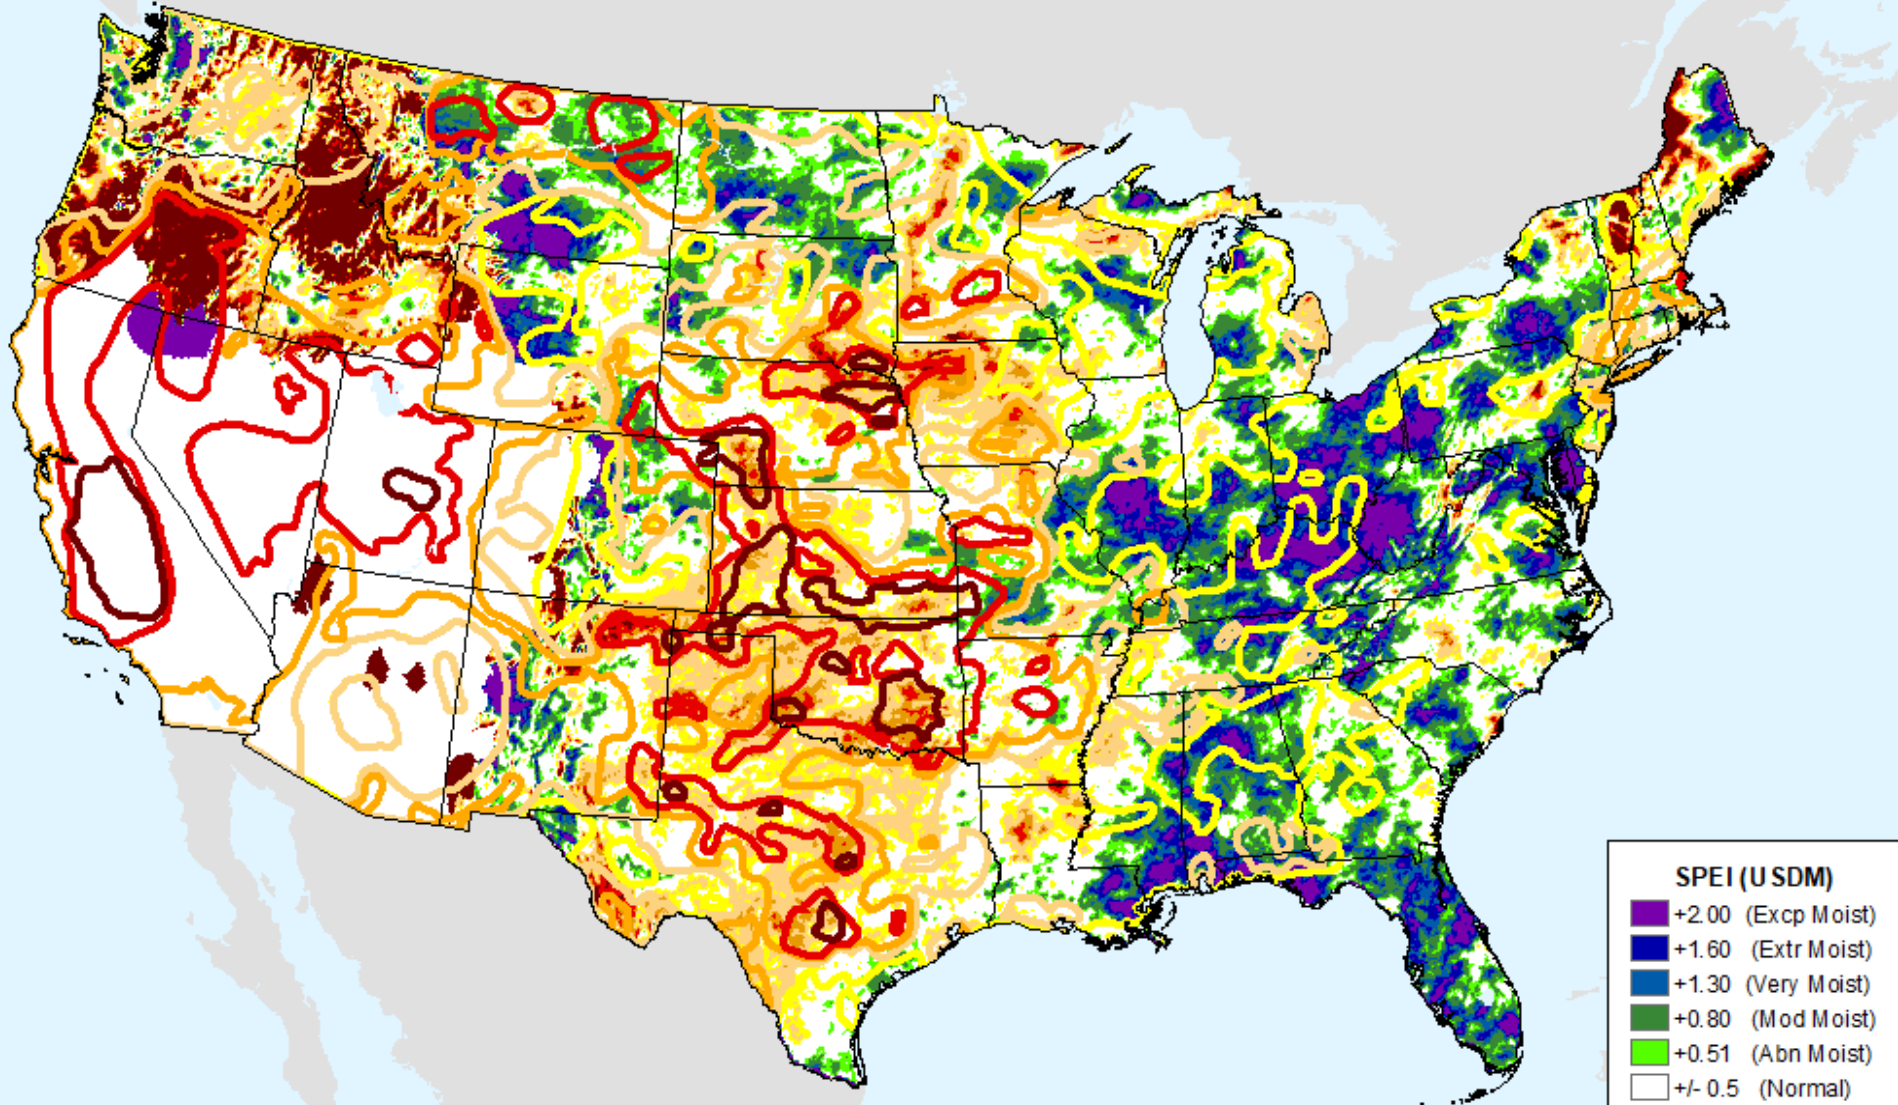 SPEI (USDM)
+2.00 (Excp Moist)
+1.60 (Extr Moist)
+1.30 (Very Moist)
+0.80 (Mod Moist)
+0.51 (Abn Moist)
+/- 0.5 (Normal)